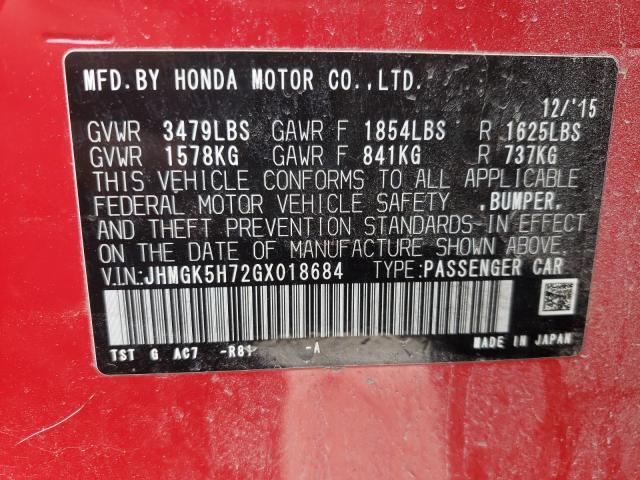 MFD.BY HONDA MOTOR CO.,LTD.
12/'15
GVWR 3479LBS GAWR F 1854LBS R 1625LBS
GVWR 1578KG GAWR F 841KG R 737KG
THIS VEHICLE CONFORMS TO ALL APPLICABLE
FEDERAL MOTOR VEHICLE SAFETY ,BUMPER,
AND THEFT PREVENTION STANDARDS IN EFFECT
ON THE DATE OF MANUFACTURE SHOWN ABOVE.
V.I.N.:JHMGK5H72GX018684 TYPE:PASSENGER CAR
TST G AC7 -R81 -A MADE IN JAPAN